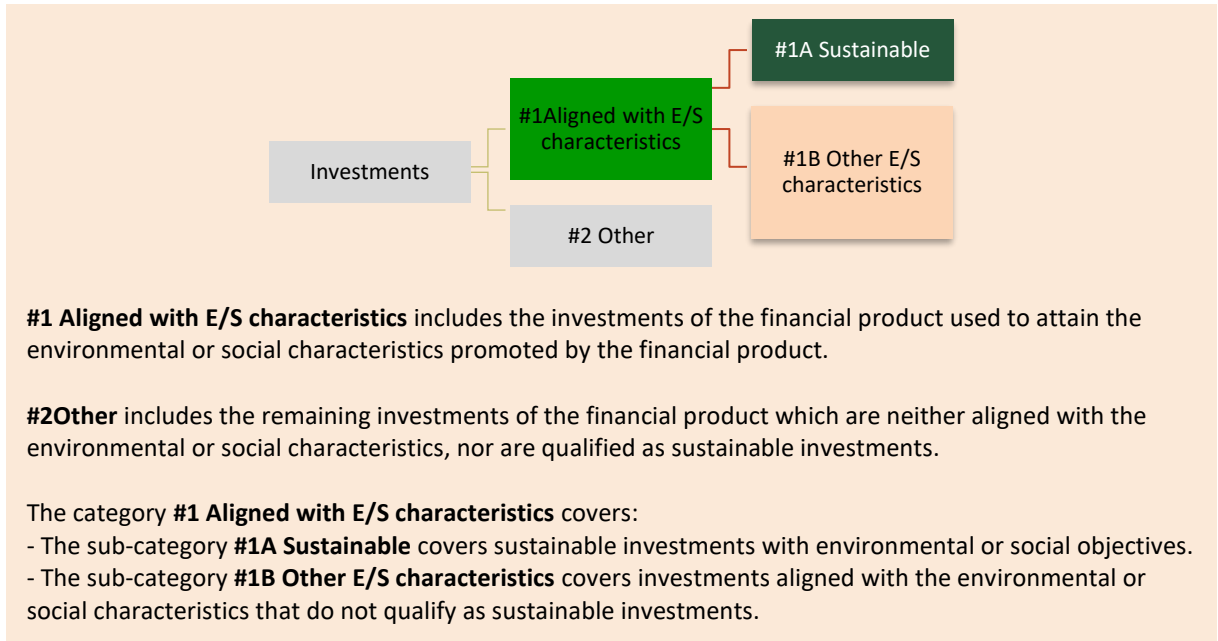 #1A Sustainable
#1Aligned with E/S
characteristics
Investments
#1B Other E/S
characteristics
#2 Other
#1 Aligned with E/S characteristics includes the investments of the financial product used to attain the
environmental or social characteristics promoted by the financial product.
#2Other includes the remaining investments of the financial product which are neither aligned with the
environmental or social characteristics, nor are qualified as sustainable investments.
The category #1 Aligned with E/S characteristics covers:
- The sub-category #1A Sustainable covers sustainable investments with environmental or social objectives.
- The sub-category #1B Other E/S characteristics covers investments aligned with the environmental or
social characteristics that do not qualify as sustainable investments.